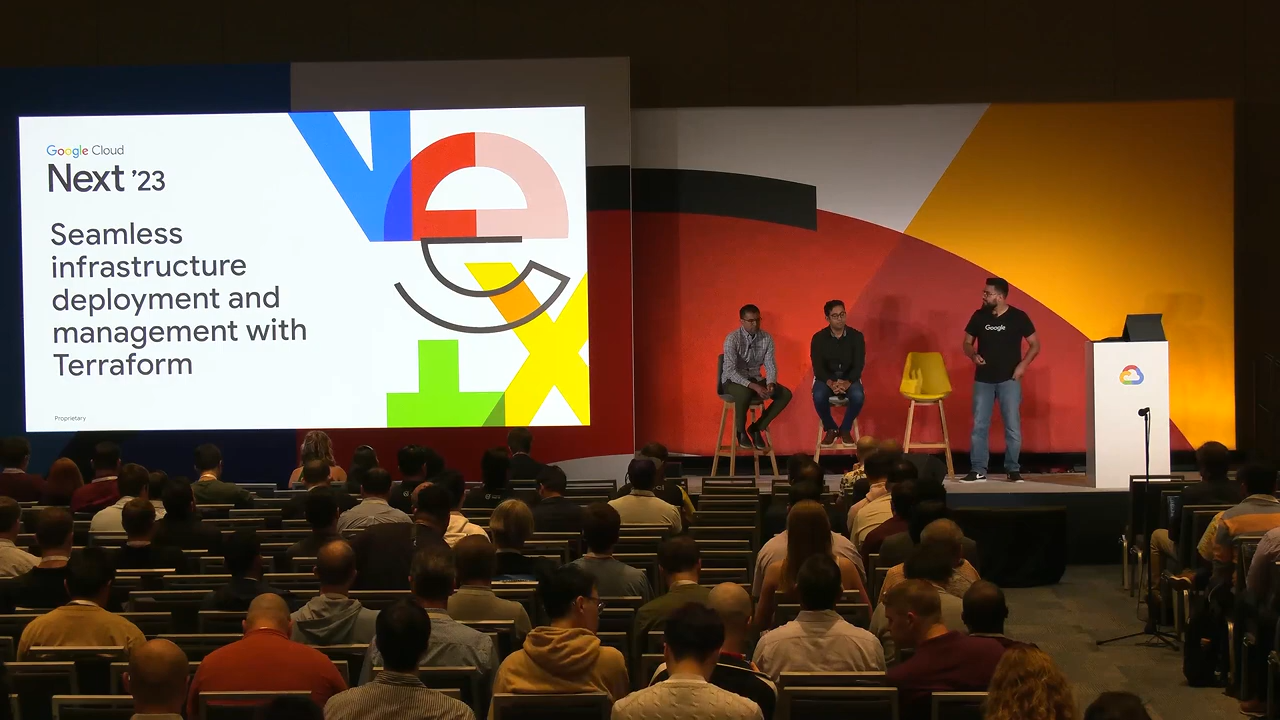 Google Cloud
Next ’23
Seamless
infrastructure
deployment and
management with
Terraform
Proprietary
Google